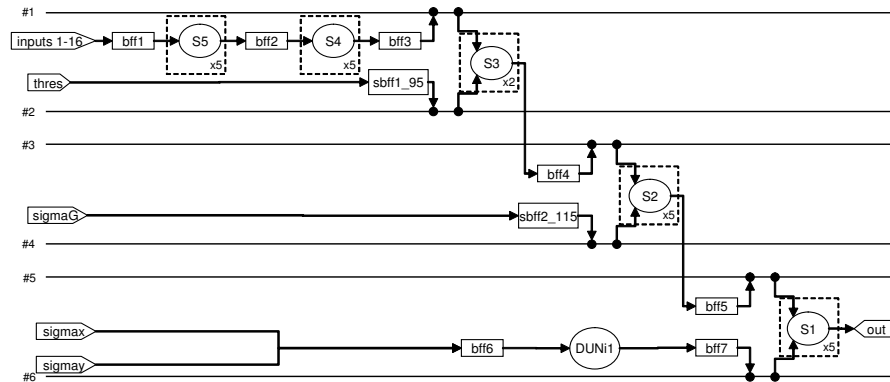 #1
inputs 1-16 bff1 S5 bff2 S4 bff3
x5 x5
S3
x2
thres sbff1_95
#2
#3
bff4
S2
x5
sigmaG sbff2_115
#4
#5
bff5
S1 out
x5
sigmax
bff6 DUNi1 bff7
sigmay
#6